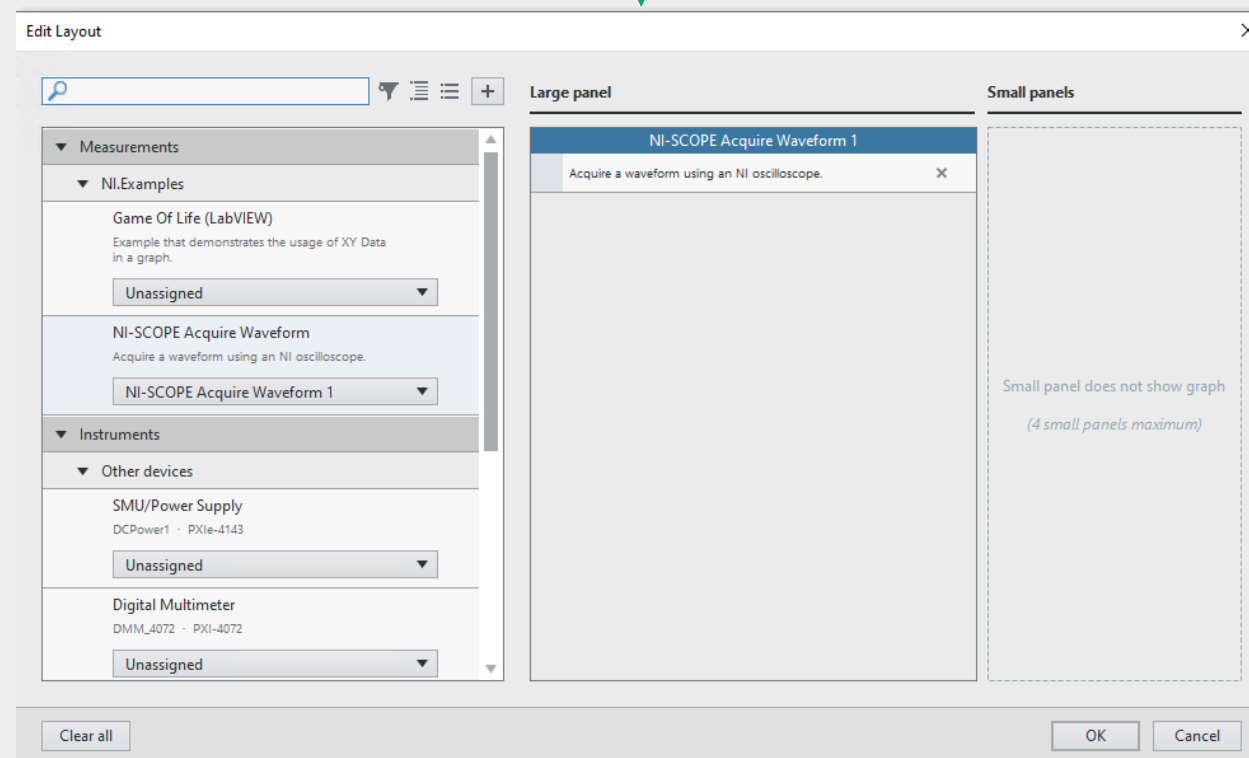 Edit Layout
Large panel
Small panels
Measurements
NI.Examples
Game Of Life (LabVIEW)
Example that demonstrates the usage of XY Data
in a graph.
Unassigned
NI-SCOPE Acquire Waveform
Acquire a waveform using an NI oscilloscope.
NI-SCOPE Acquire Waveform 1
Instruments
Other devices
SMU/Power Supply
DCPower1 · PXIe-4143
Unassigned
Digital Multimeter
DMM_4072 · PXI-4072
Unassigned
NI-SCOPE Acquire Waveform 1
Acquire a waveform using an NI oscilloscope.
Small panel does not show graph
(4 small panels maximum)
Clear all
OK
Cancel